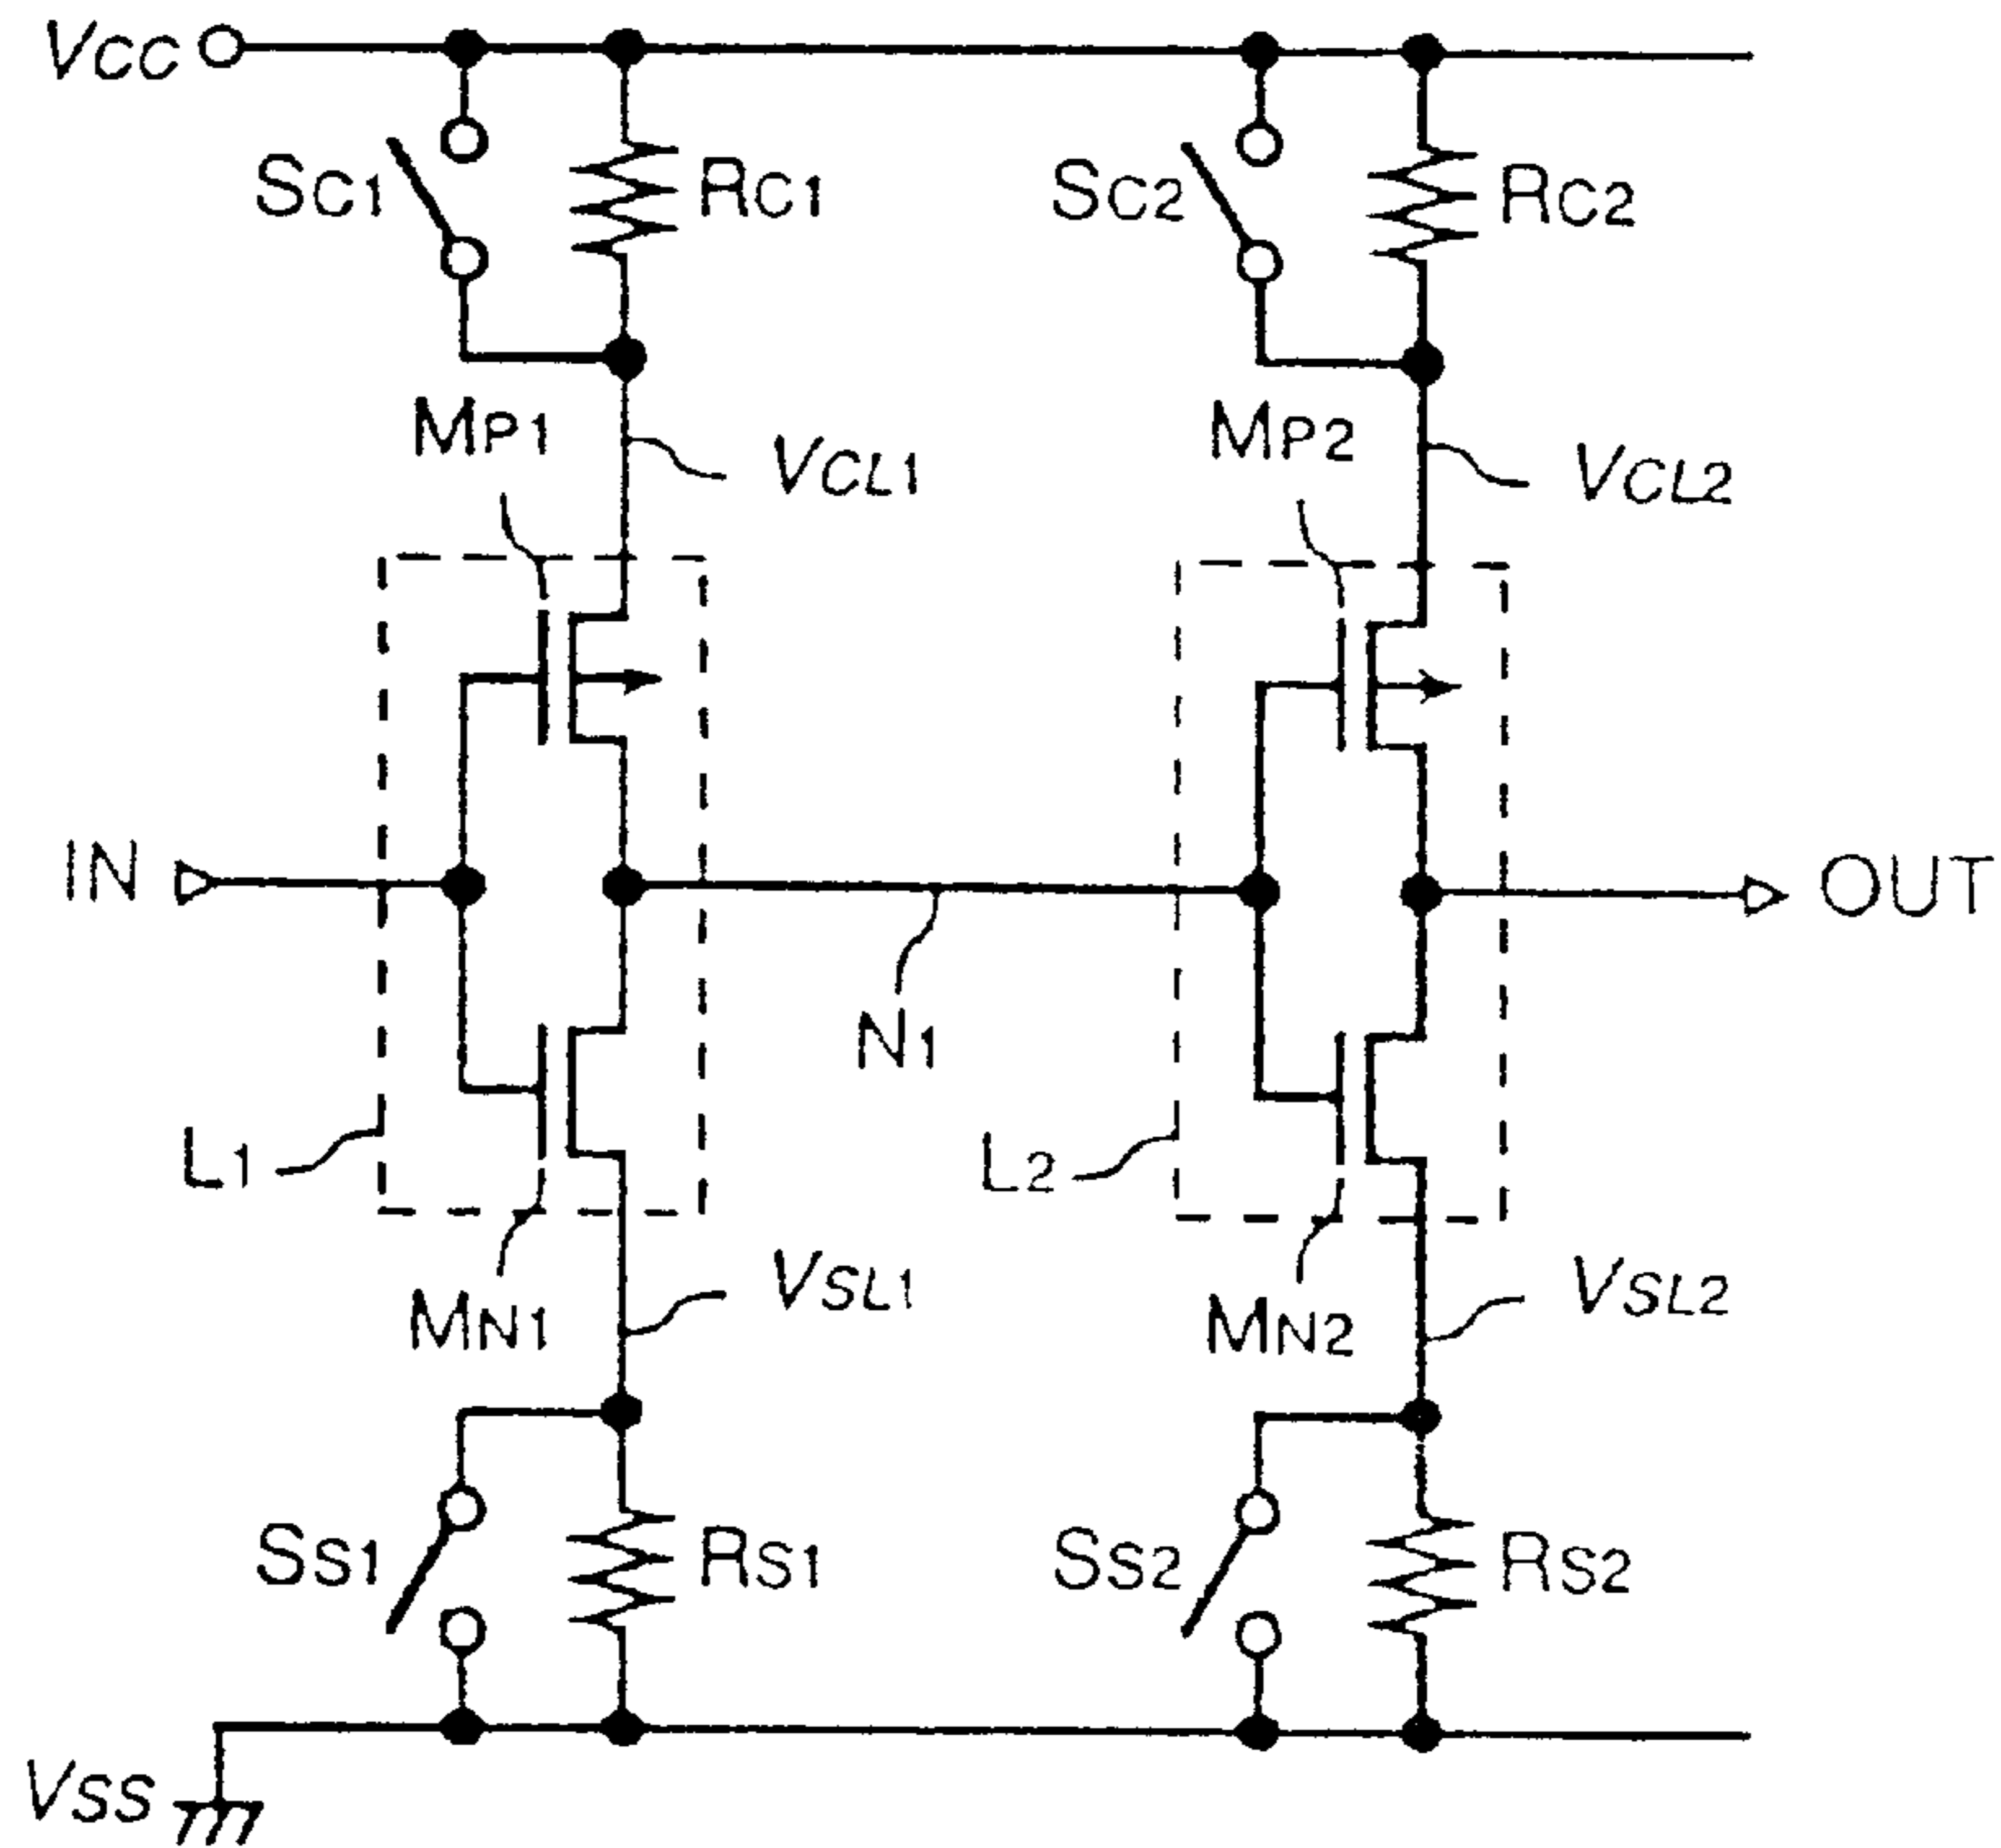 VCC
SC1
RC1
SC2
RC2
MP1
VCL1
MP2
VCL2
IN
OUT
N1
L1
L2
MN1
VSL1
MN2
VSL2
SS1
RS1
SS2
RS2
VSS